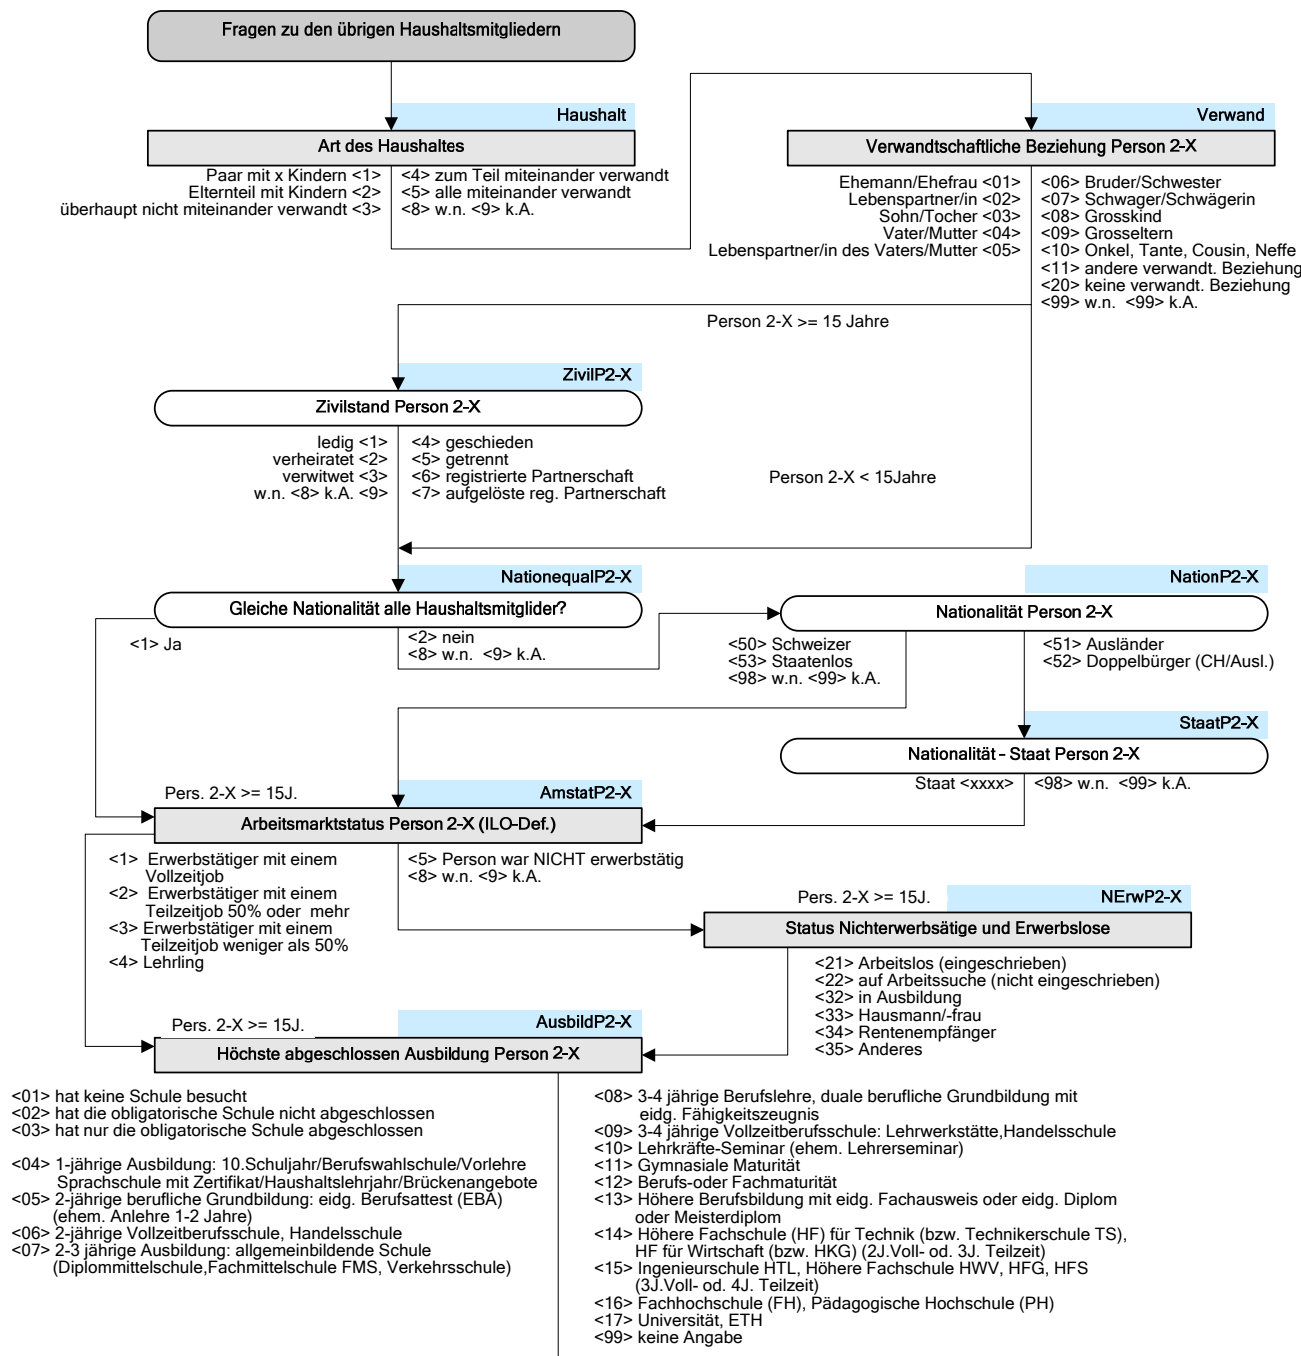 Fragen zu den übrigen Haushaltsmitgliedern
Haushalt
Art des Haushaltes
Paar mit x Kindern <1>
Elternteil mit Kindern <2>
überhaupt nicht miteinander verwandt <3>
<4> zum Teil miteinander verwandt
<5> alle miteinander verwandt
<8> w.n. <9> k.A.
Verwand
Verwandtschaftliche Beziehung Person 2-X
Ehemann/Ehefrau <01>
Lebenspartner/in <02>
Sohn/Tocher <03>
Vater/Mutter <04>
Lebenspartner/in des Vaters/Mutter <05>
<06> Bruder/Schwester
<07> Schwager/Schwägerin
<08> Grosskind
<09> Grosseltern
<10> Onkel, Tante, Cousin, Neffe
<11> andere verwandt. Beziehung
<20> keine verwandt. Beziehung
<99> w.n. <99> k.A.
Person 2-X >= 15 Jahre
ZivilP2-X
Zivilstand Person 2-X
ledig <1>
verheiratet <2>
verwitwet <3>
w.n. <8> k.A. <9>
<4> geschieden
<5> getrennt
<6> registrierte Partnerschaft
<7> aufgelöste reg. Partnerschaft
Person 2-X < 15Jahre
NationequalP2-X
Gleiche Nationalität alle Haushaltsmitglider?
<1> Ja
<2> nein
<8> w.n. <9> k.A.
NationP2-X
Nationalität Person 2-X
<50> Schweizer
<53> Staatenlos
<98> w.n. <99> k.A.
<51> Ausländer
<52> Doppelbürger (CH/Ausl.)
StaatP2-X
Nationalität - Staat Person 2-X
Staat <xxxx>
<98> w.n. <99> k.A.
Pers. 2-X >= 15J.
AmstatP2-X
Arbeitsmarktstatus Person 2-X (ILO-Def.)
<1> Erwerbstätiger mit einem
Vollzeitjob
<2> Erwerbstätiger mit einem
Teilzeitjob 50% oder mehr
<3> Erwerbstätiger mit einem
Teilzeitjob weniger als 50%
<4> Lehrling
<5> Person war NICHT erwerbstätig
<8> w.n. <9> k.A.
Pers. 2-X >= 15J.
NErwP2-X
Status Nichterwerbsätige und Erwerbslose
<21> Arbeitslos (eingeschrieben)
<22> auf Arbeitssuche (nicht eingeschrieben)
<32> in Ausbildung
<33> Hausmann/-frau
<34> Rentenempfänger
<35> Anderes
Pers. 2-X >= 15J.
AusbildP2-X
Höchste abgeschlossen Ausbildung Person 2-X
<01> hat keine Schule besucht
<02> hat die obligatorische Schule nicht abgeschlossen
<03> hat nur die obligatorische Schule abgeschlossen
<04> 1-jährige Ausbildung: 10.Schuljahr/Berufswahlschule/Vorlehre
Sprachschule mit Zertifikat/Haushaltslehrjahr/Brückenangebote
<05> 2-jährige berufliche Grundbildung: eidg. Berufsattest (EBA)
(ehem. Anlehre 1-2 Jahre)
<06> 2-jährige Vollzeitberufsschule, Handelsschule
<07> 2-3 jährige Ausbildung: allgemeinbildende Schule
(Diplommittelschule,Fachmittelschule FMS, Verkehrsschule)
<08> 3-4 jährige Berufslehre, duale berufliche Grundbildung mit
eidg. Fähigkeitszeugnis
<09> 3-4 jährige Vollzeitberufsschule: Lehrwerkstätte,Handelsschule
<10> Lehrkräfte-Seminar (ehem. Lehrerseminar)
<11> Gymnasiale Maturität
<12> Berufs-oder Fachmaturität
<13> Höhere Berufsbildung mit eidg. Fachausweis oder eidg. Diplom
oder Meisterdiplom
<14> Höhere Fachschule (HF) für Technik (bzw. Technikerschule TS),
HF für Wirtschaft (bzw. HKG) (2J.Voll- od. 3J. Teilzeit)
<15> Ingenieurschule HTL, Höhere Fachschule HWV, HFG, HFS
(3J.Voll- od. 4J. Teilzeit)
<16> Fachhochschule (FH), Pädagogische Hochschule (PH)
<17> Universität, ETH
<99> keine Angabe